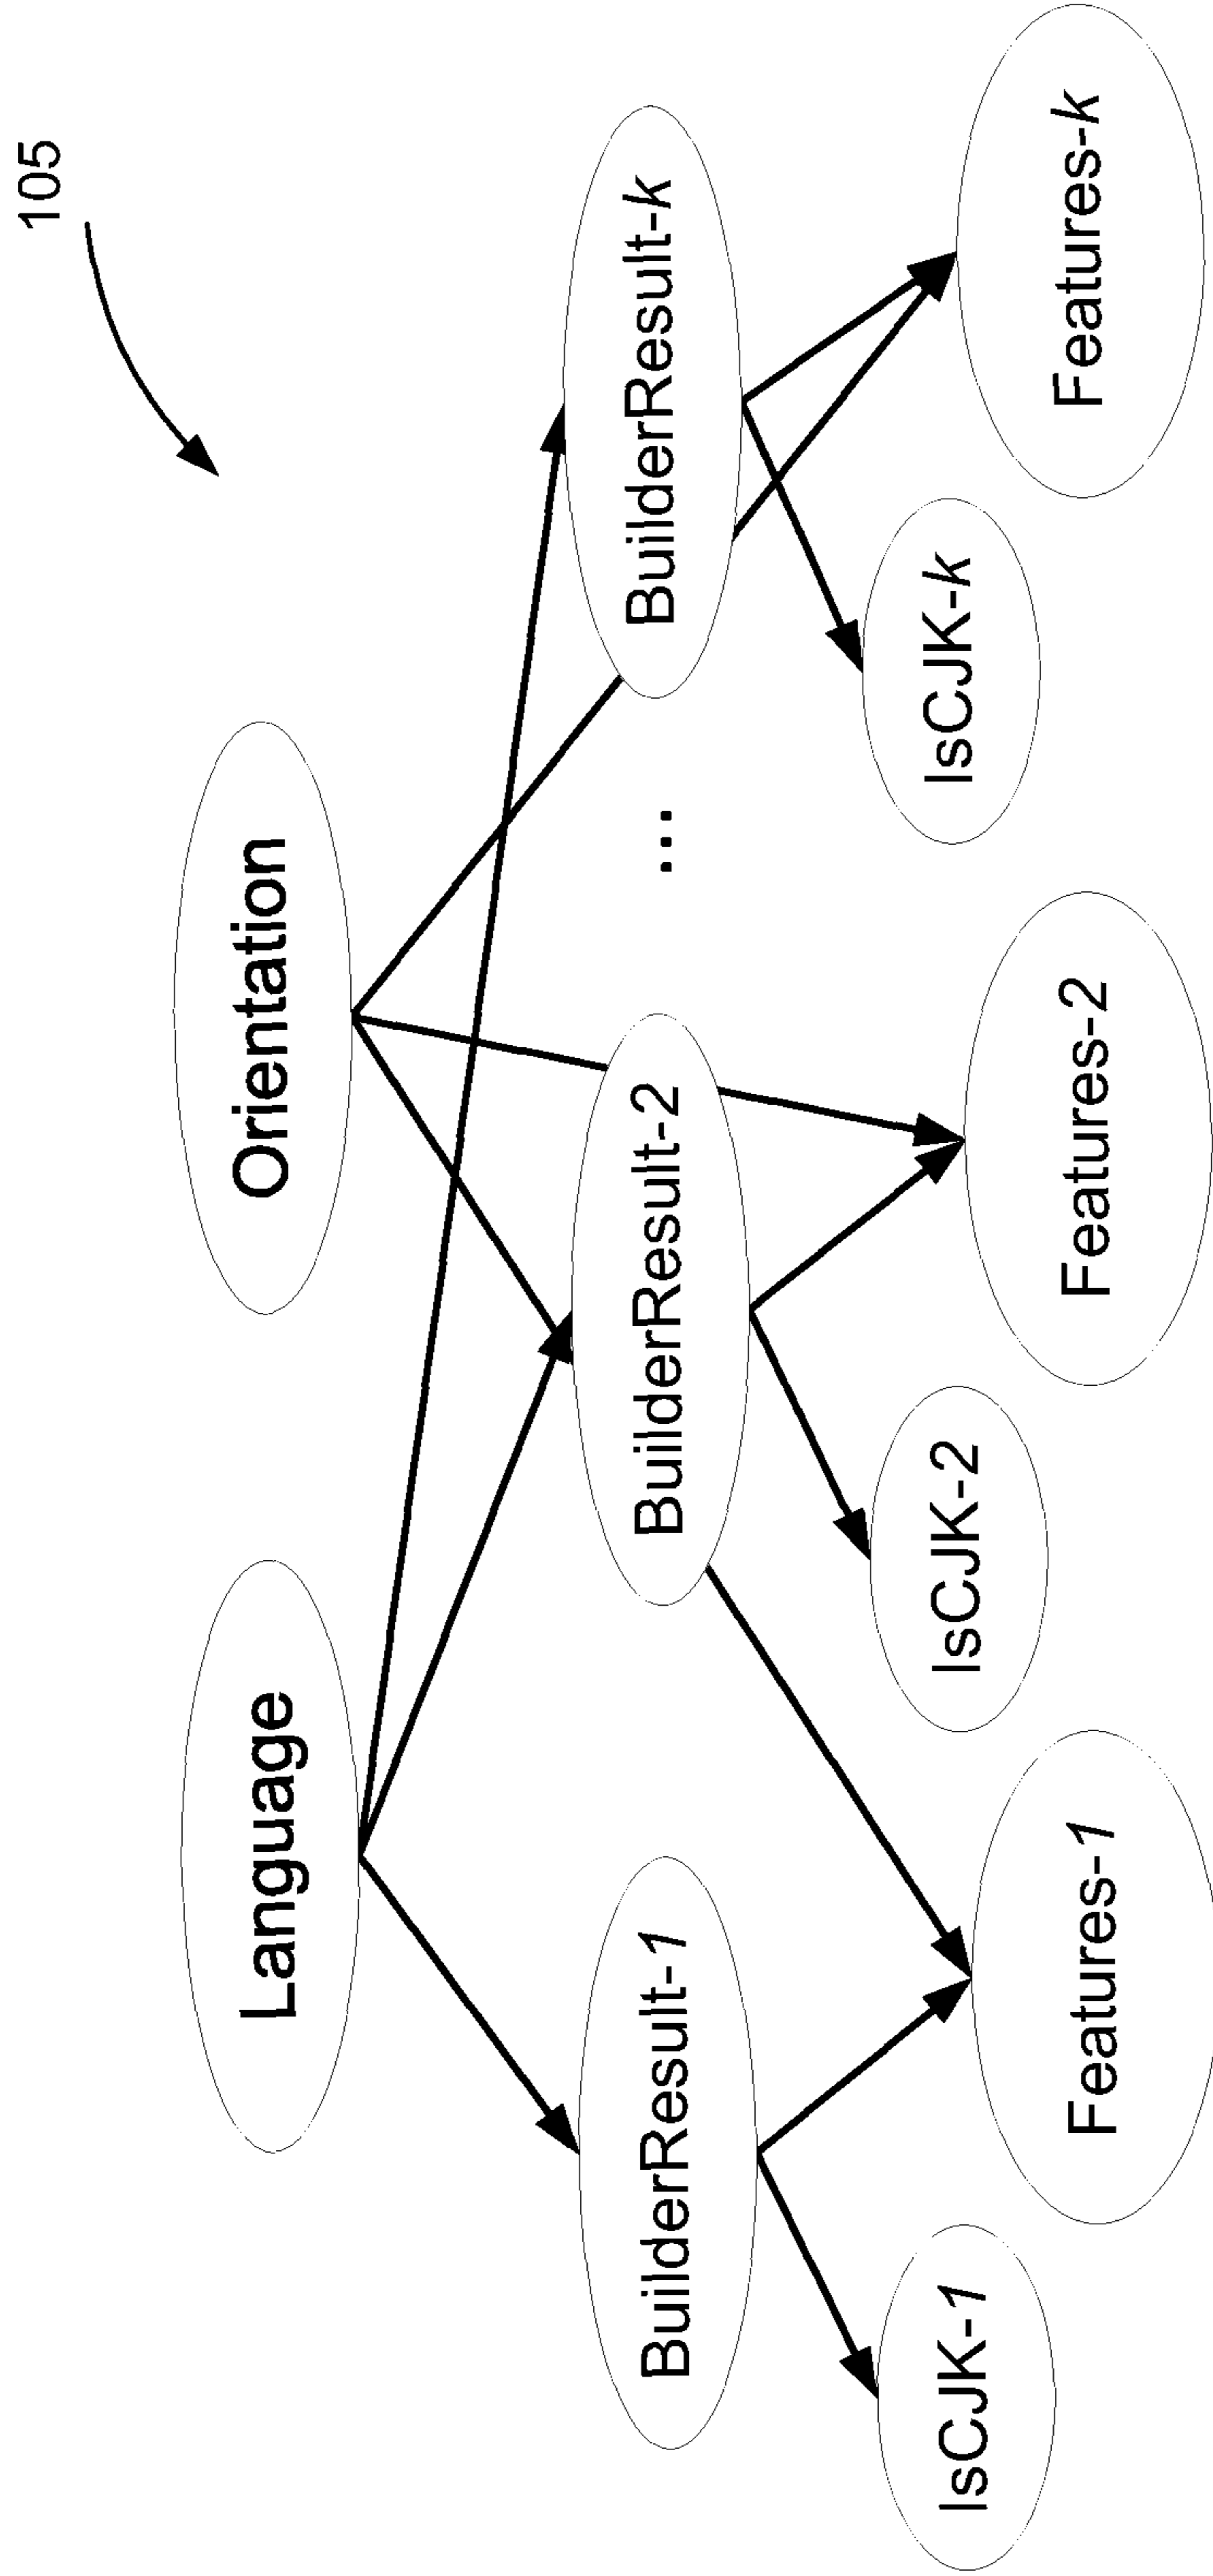 105
Language
Orientation
BuilderResult-1
BuilderResult-2
...
BuilderResult-k
IsCJK-1
Features-1
IsCJK-2
Features-2
IsCJK-k
Features-k